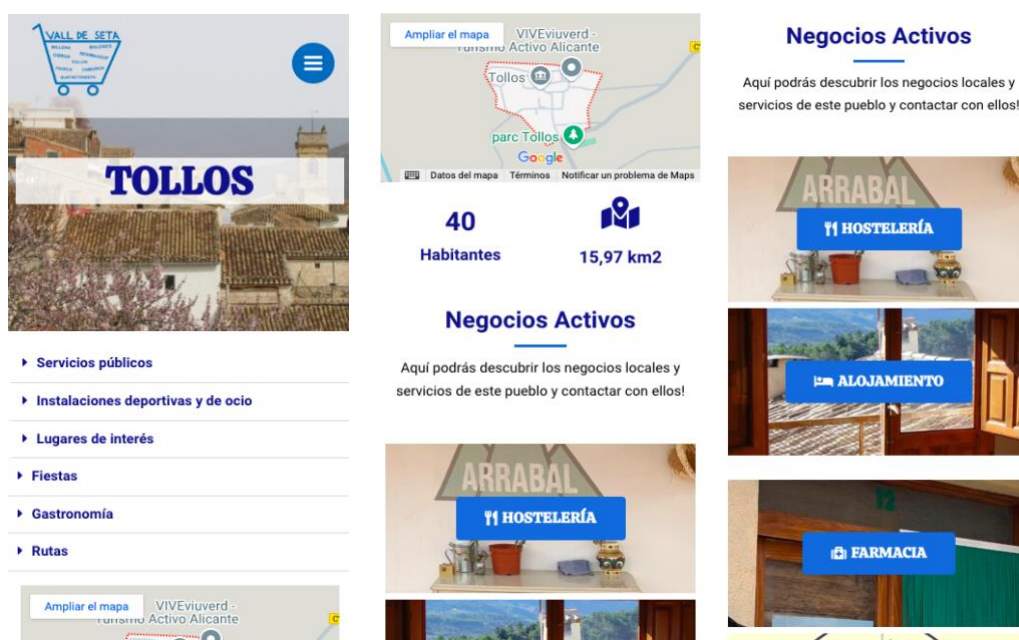 VALL DE SETA
BALONES
TOLLOS
FAMORCA
QUATRETONDETA
TOLLOS
Servicios públicos
Instalaciones deportivas y de ocio
Lugares de interés
Fiestas
Gastronomía
Rutas
Ampliar el mapa
VIVEviuverd -
Turismo Activo Alicante
Ampliar el mapa
VIVEviuverd -
Turismo Activo Alicante
Tollos
parc Tollos
Google
Datos del mapa Términos Notificar un problema de Maps
40
Habitantes
15,97 km2
Negocios Activos
Aquí podrás descubrir los negocios locales y
servicios de este pueblo y contactar con ellos!
ARRABAL
HOSTELERÍA
Negocios Activos
Aquí podrás descubrir los negocios locales y
servicios de este pueblo y contactar con ellos!
ARRABAL
HOSTELERÍA
ALOJAMIENTO
FARMACIA